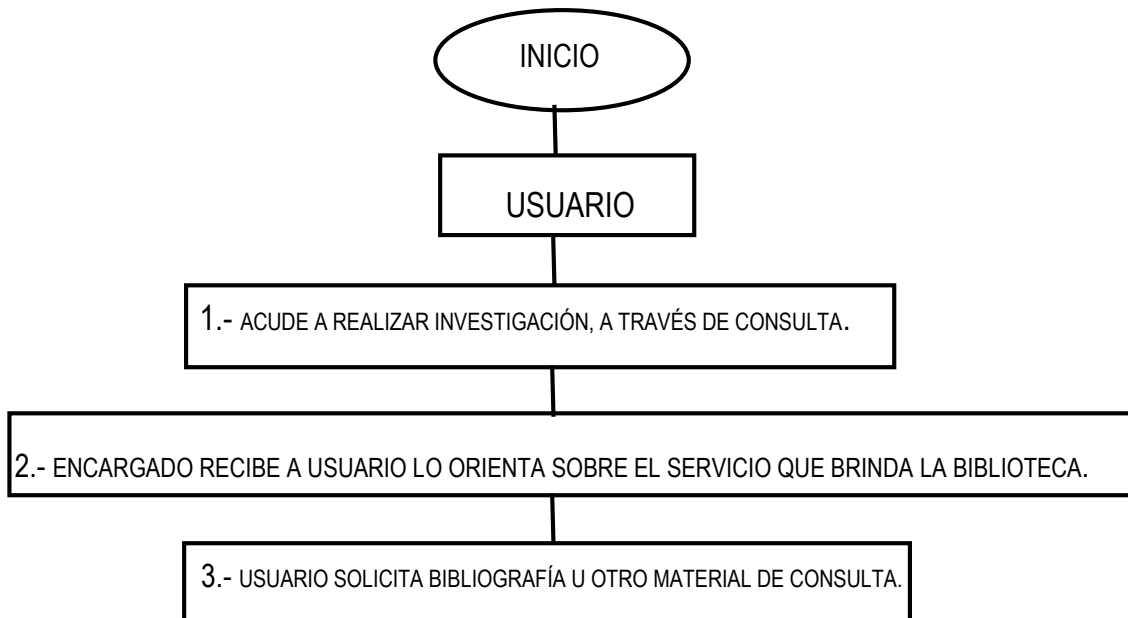 INICIO
USUARIO
1.- ACUDE A REALIZAR INVESTIGACIÓN, A TRAVÉS DE CONSULTA.
2.- ENCARGADO RECIBE A USUARIO LO ORIENTA SOBRE EL SERVICIO QUE BRINDA LA BIBLIOTECA.
3.- USUARIO SOLICITA BIBLIOGRAFÍA U OTRO MATERIAL DE CONSULTA.